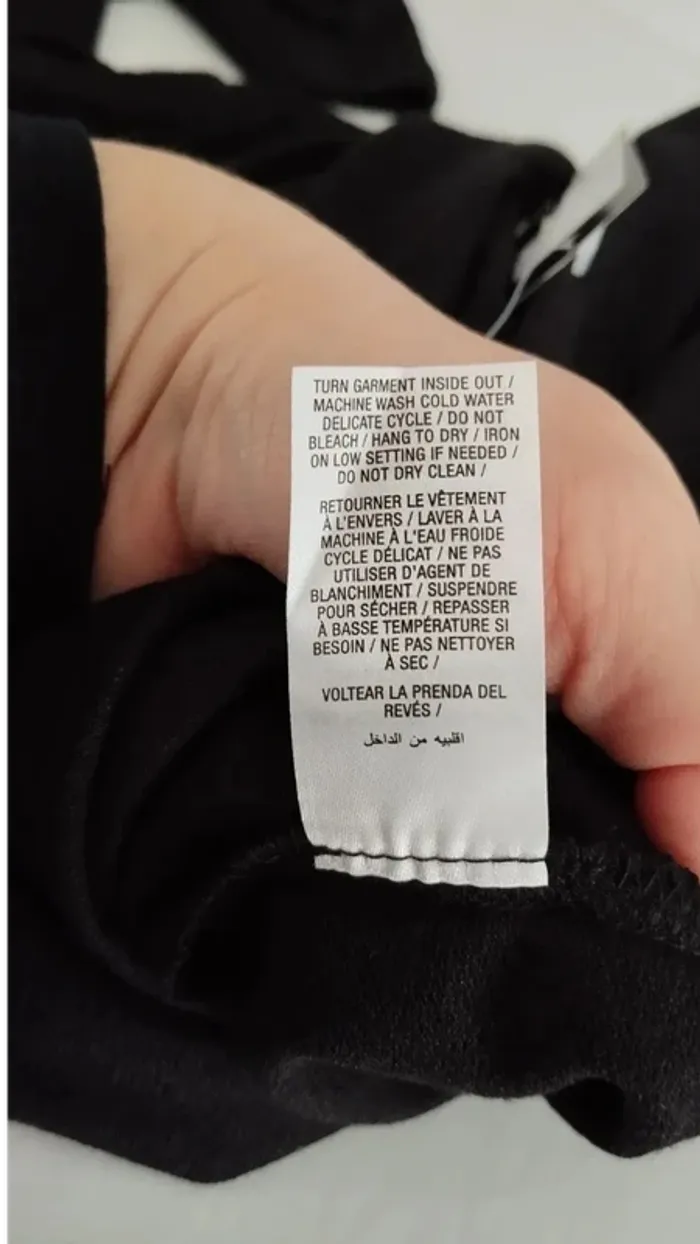 TURN GARMENT INSIDE OUT /
MACHINE WASH COLD WATER
DELICATE CYCLE / DO NOT
BLEACH / HANG TO DRY / IRON
ON LOW SETTING IF NEEDED /
DO NOT DRY CLEAN /
RETOURNER LE VÊTEMENT
À L'ENVERS / LAVER À LA
MACHINE À L'EAU FROIDE
CYCLE DÉLICAT / NE PAS
UTILISER D'AGENT DE
BLANCHIMENT / SUSPENDRE
POUR SÉCHER / REPASSER
À BASSE TEMPÉRATURE SI
BESOIN / NE PAS NETTOYER
À SEC /
VOLTEAR LA PRENDA DEL
REVÉS /
اقلبيه من الداخل